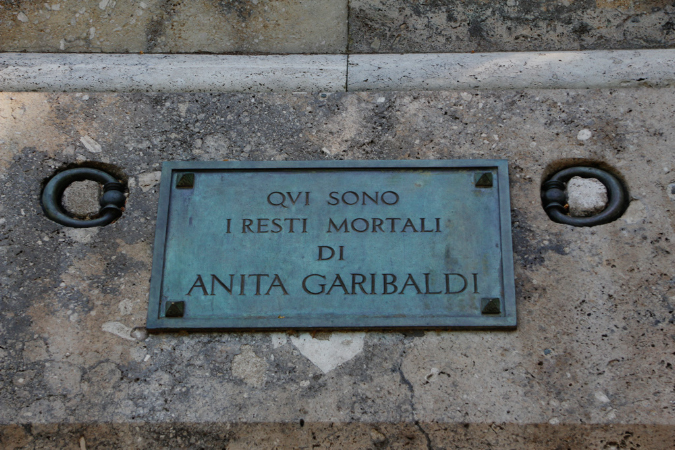 QVI SONO
I RESTI MORTALI
DI
ANITA GARIBALDI